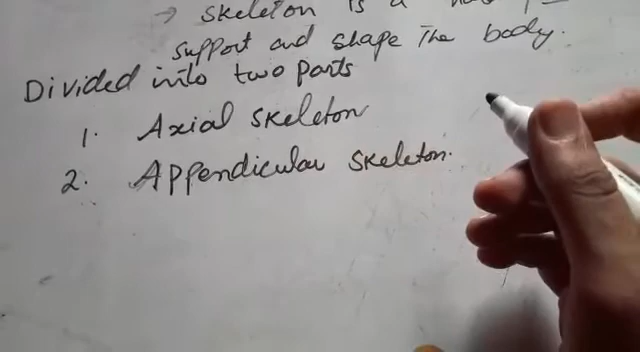 → skeleton is a
support and shape The body.
Divided into two parts
1. Axial skeleton
2. Appendicular skeleton.